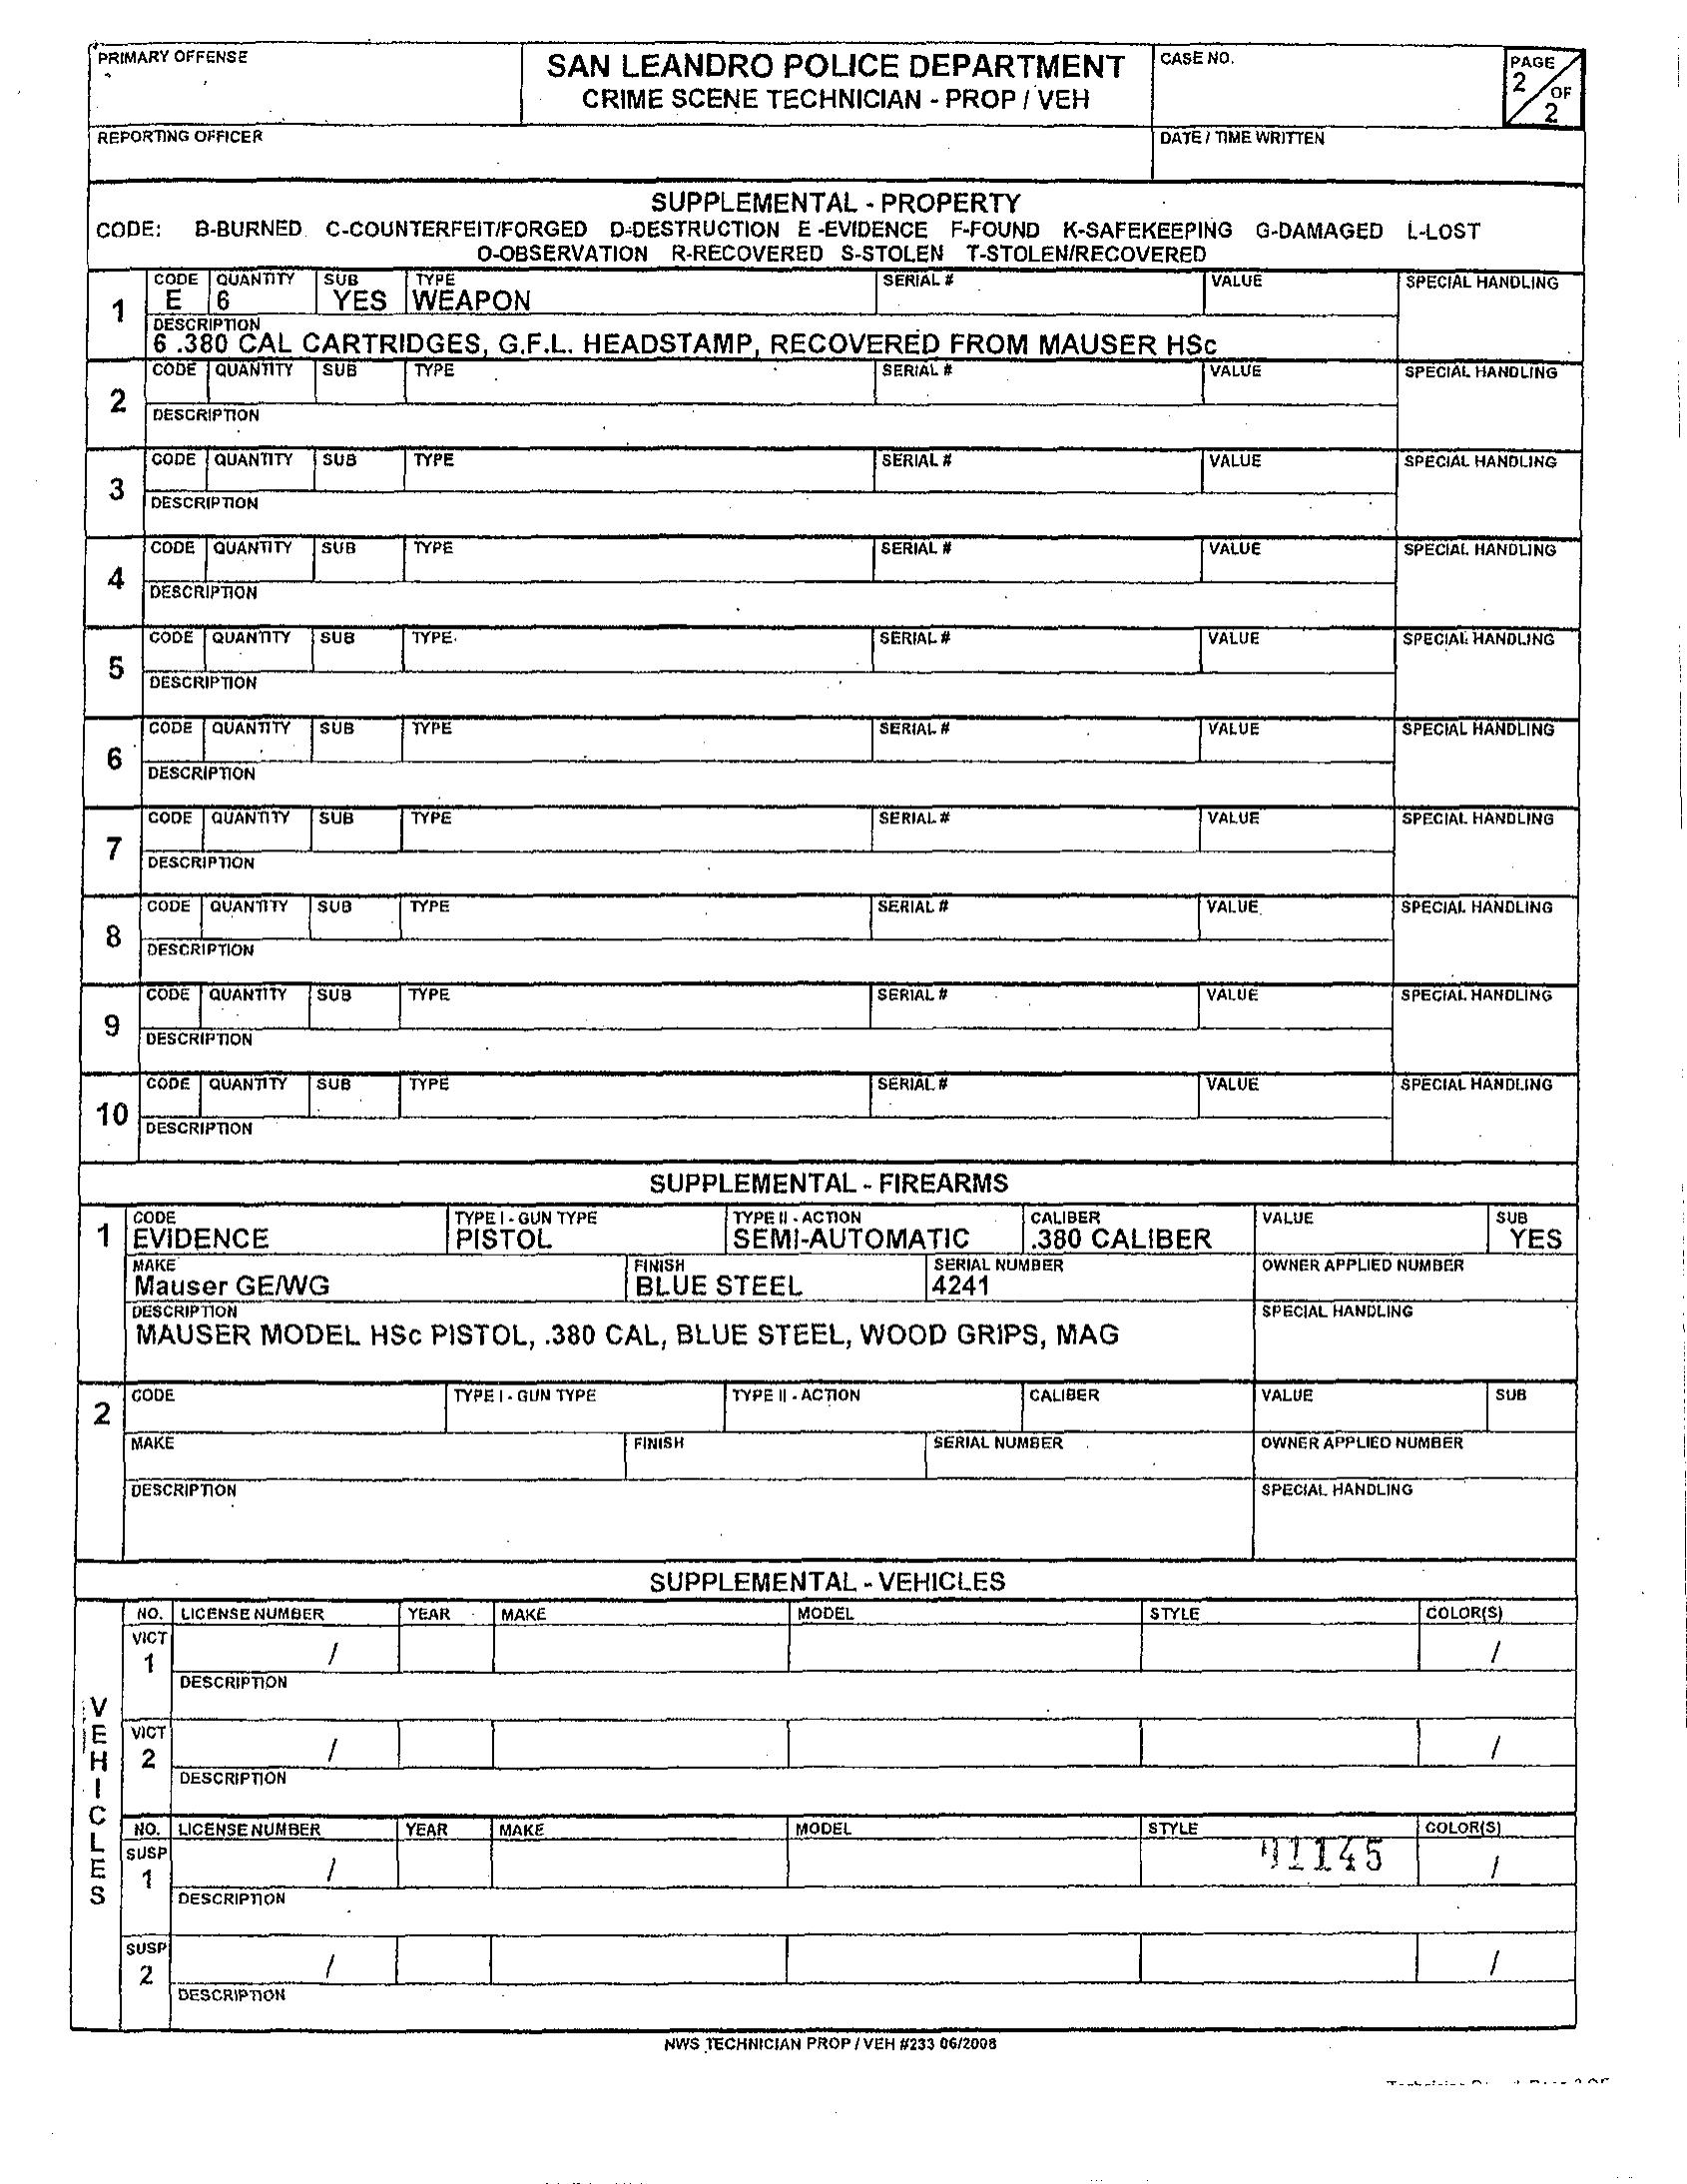 PRIMARY OFFENSE
SAN LEANDRO POLICE DEPARTMENT
CRIME SCENE TECHNICIAN - PROP / VEH
CASE NO.
PAGE
2 OF
2
REPORTING OFFICER
DATE / TIME WRITTEN
SUPPLEMENTAL - PROPERTY
CODE: B-BURNED C-COUNTERFEIT/FORGED D-DESTRUCTION E -EVIDENCE F-FOUND K-SAFEKEEPING G-DAMAGED L-LOST
O-OBSERVATION R-RECOVERED S-STOLEN T-STOLEN/RECOVERED
1 CODE QUANTITY SUB TYPE SERIAL # VALUE SPECIAL HANDLING
E 6 YES WEAPON
DESCRIPTION
6 .380 CAL CARTRIDGES, G.F.L. HEADSTAMP, RECOVERED FROM MAUSER HSc
2 CODE QUANTITY SUB TYPE SERIAL # VALUE SPECIAL HANDLING
DESCRIPTION
3 CODE QUANTITY SUB TYPE SERIAL # VALUE SPECIAL HANDLING
DESCRIPTION
4 CODE QUANTITY SUB TYPE SERIAL # VALUE SPECIAL HANDLING
DESCRIPTION
5 CODE QUANTITY SUB TYPE SERIAL # VALUE SPECIAL HANDLING
DESCRIPTION
6 CODE QUANTITY SUB TYPE SERIAL # VALUE SPECIAL HANDLING
DESCRIPTION
7 CODE QUANTITY SUB TYPE SERIAL # VALUE SPECIAL HANDLING
DESCRIPTION
8 CODE QUANTITY SUB TYPE SERIAL # VALUE SPECIAL HANDLING
DESCRIPTION
9 CODE QUANTITY SUB TYPE SERIAL # VALUE SPECIAL HANDLING
DESCRIPTION
10 CODE QUANTITY SUB TYPE SERIAL # VALUE SPECIAL HANDLING
DESCRIPTION
SUPPLEMENTAL - FIREARMS
1 CODE TYPE I - GUN TYPE TYPE II - ACTION CALIBER VALUE SUB
EVIDENCE PISTOL SEMI-AUTOMATIC .380 CALIBER YES
MAKE FINISH SERIAL NUMBER OWNER APPLIED NUMBER
Mauser GE/WG BLUE STEEL 4241
DESCRIPTION SPECIAL HANDLING
MAUSER MODEL HSc PISTOL, .380 CAL, BLUE STEEL, WOOD GRIPS, MAG
2 CODE TYPE I - GUN TYPE TYPE II - ACTION CALIBER VALUE SUB
MAKE FINISH SERIAL NUMBER OWNER APPLIED NUMBER
DESCRIPTION SPECIAL HANDLING
SUPPLEMENTAL - VEHICLES
VEHICLES
NO. LICENSE NUMBER YEAR MAKE MODEL STYLE COLOR(S)
VICT
1 / /
DESCRIPTION
VICT
2 / /
DESCRIPTION
NO. LICENSE NUMBER YEAR MAKE MODEL STYLE COLOR(S)
SUSP
1 / /
DESCRIPTION
SUSP
2 / /
DESCRIPTION
NWS TECHNICIAN PROP / VEH #233 06/2008